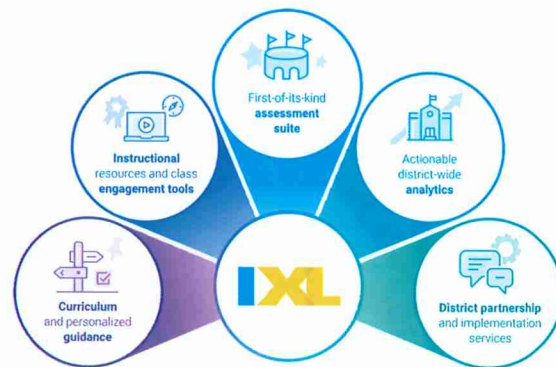 First-of-its-kind
assessment
suite
Instructional
resources and class
engagement tools
Actionable
district-wide
analytics
Curriculum
and personalized
guidance
IXL
District partnership
and implementation
services